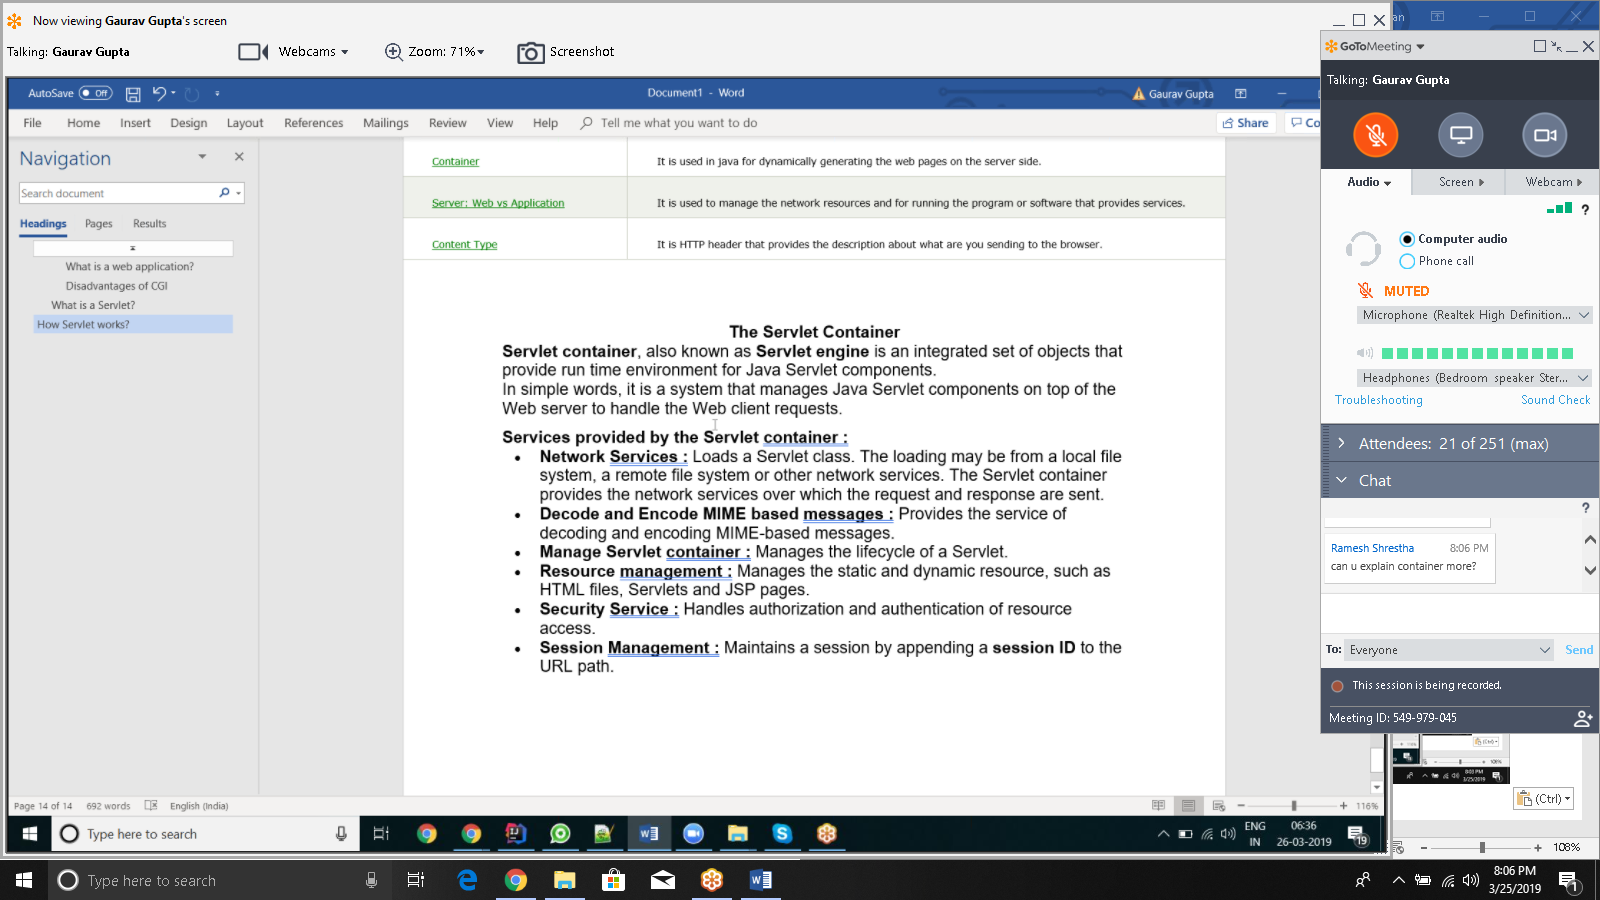 Now viewing Gaurav Gupta's screen
Talking: Gaurav Gupta
Webcams
Zoom: 71%
Screenshot
AutoSave Off
Document1 - Word
Gaurav Gupta
File Home Insert Design Layout References Mailings Review View Help Tell me what you want to do
Share
Co
Navigation
Search document
Headings Pages Results
What is a web application?
Disadvantages of CGI
What is a Servlet?
How Servlet works?
Container It is used in java for dynamically generating the web pages on the server side.
Server: Web vs Application It is used to manage the network resources and for running the program or software that provides services.
Content Type It is HTTP header that provides the description about what are you sending to the browser.
The Servlet Container
Servlet container, also known as Servlet engine is an integrated set of objects that
provide run time environment for Java Servlet components.
In simple words, it is a system that manages Java Servlet components on top of the
Web server to handle the Web client requests.
Services provided by the Servlet container :
• Network Services : Loads a Servlet class. The loading may be from a local file
system, a remote file system or other network services. The Servlet container
provides the network services over which the request and response are sent.
• Decode and Encode MIME based messages : Provides the service of
decoding and encoding MIME-based messages.
• Manage Servlet container : Manages the lifecycle of a Servlet.
• Resource management : Manages the static and dynamic resource, such as
HTML files, Servlets and JSP pages.
• Security Service : Handles authorization and authentication of resource
access.
• Session Management : Maintains a session by appending a session ID to the
URL path.
Page 14 of 14 692 words English (India)
116%
Type here to search
ENG
IN
06:36
26-03-2019
19
an
GoToMeeting
Talking: Gaurav Gupta
Audio Screen Webcam
?
Computer audio
Phone call
MUTED
Microphone (Realtek High Definition...
Headphones (Bedroom speaker Ster...
Troubleshooting Sound Check
Attendees: 21 of 251 (max)
Chat
?
Ramesh Shrestha 8:06 PM
can u explain container more?
To: Everyone Send
This session is being recorded.
Meeting ID: 549-979-045
(Ctrl)
108%
Type here to search
8:06 PM
3/25/2019
1